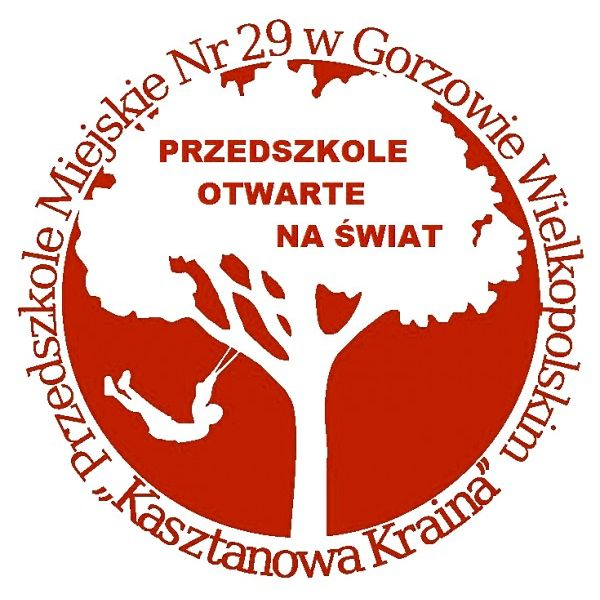 Przedszkole Miejskie Nr 29 w Gorzowie Wielkopolskim
PRZEDSZKOLE
OTWARTE
NA ŚWIAT
„Kasztanowa Kraina”